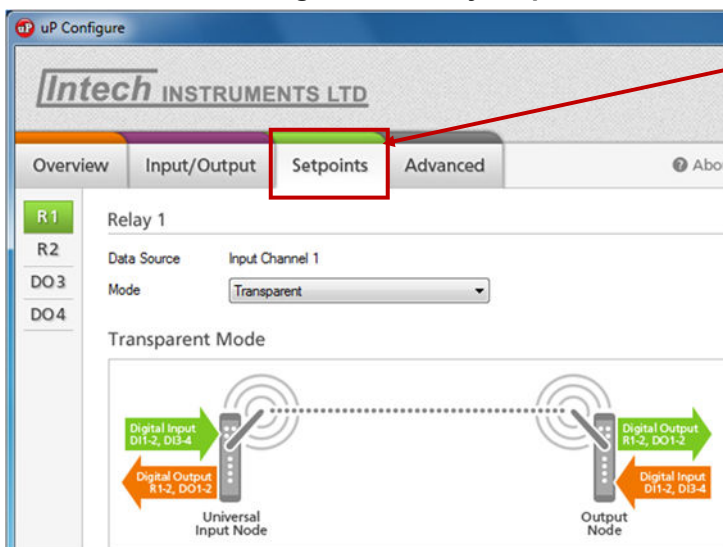 uP Configure
Intech INSTRUMENTS LTD
Overview Input/Output Setpoints Advanced
R1
R2
DO3
DO4
Relay 1
Data Source Input Channel 1
Mode Transparent
Transparent Mode
Digital Input
DI1-2, DI3-4
Digital Output
R1-2, DO1-2
Universal
Input Node
Digital Output
R1-2, DO1-2
Digital Input
DI1-2, DI3-4
Output
Node